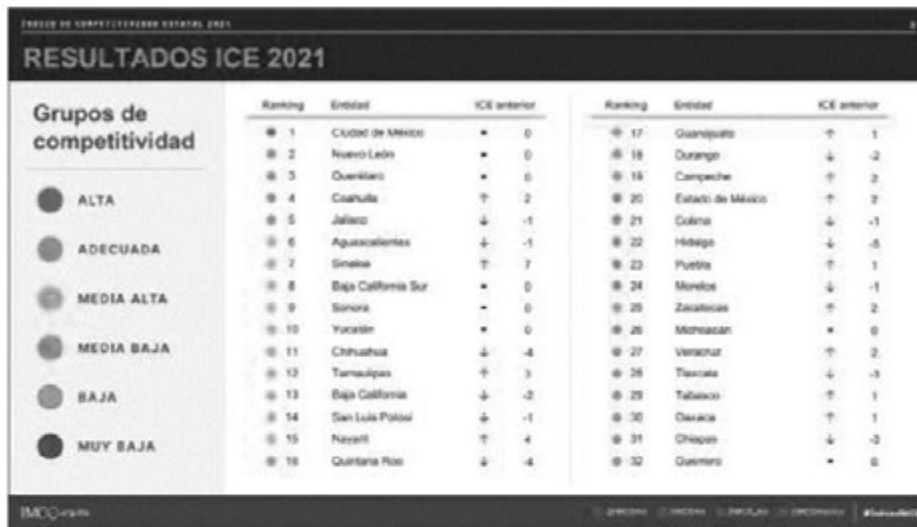 ÍNDICE DE COMPETITIVIDAD ESTATAL 2021
RESULTADOS ICE 2021
Grupos de
competitividad
ALTA
ADECUADA
MEDIA ALTA
MEDIA BAJA
BAJA
MUY BAJA
Ranking Entidad ICE anterior
1 Ciudad de México 0
2 Nuevo León 0
3 Querétaro 0
4 Coahuila ↑ 2
5 Jalisco ↓ -1
6 Aguascalientes ↓ -1
7 Sinaloa ↑ 7
8 Baja California Sur 0
9 Sonora 0
10 Yucatán 0
11 Chihuahua ↓ -4
12 Tamaulipas ↑ 3
13 Baja California ↓ -2
14 San Luis Potosí ↓ -1
15 Nayarit ↑ 4
16 Quintana Roo ↓ -4
Ranking Entidad ICE anterior
17 Guanajuato ↑ 1
18 Durango ↓ -2
19 Campeche ↑ 2
20 Estado de México ↑ 2
21 Colima ↓ -1
22 Hidalgo ↓ -5
23 Puebla ↑ 1
24 Morelos ↓ -1
25 Zacatecas ↑ 2
26 Michoacán 0
27 Veracruz ↑ 2
28 Tlaxcala ↓ -3
29 Tabasco ↑ 1
30 Oaxaca ↑ 1
31 Chiapas ↓ -3
32 Guerrero 0
IMCO